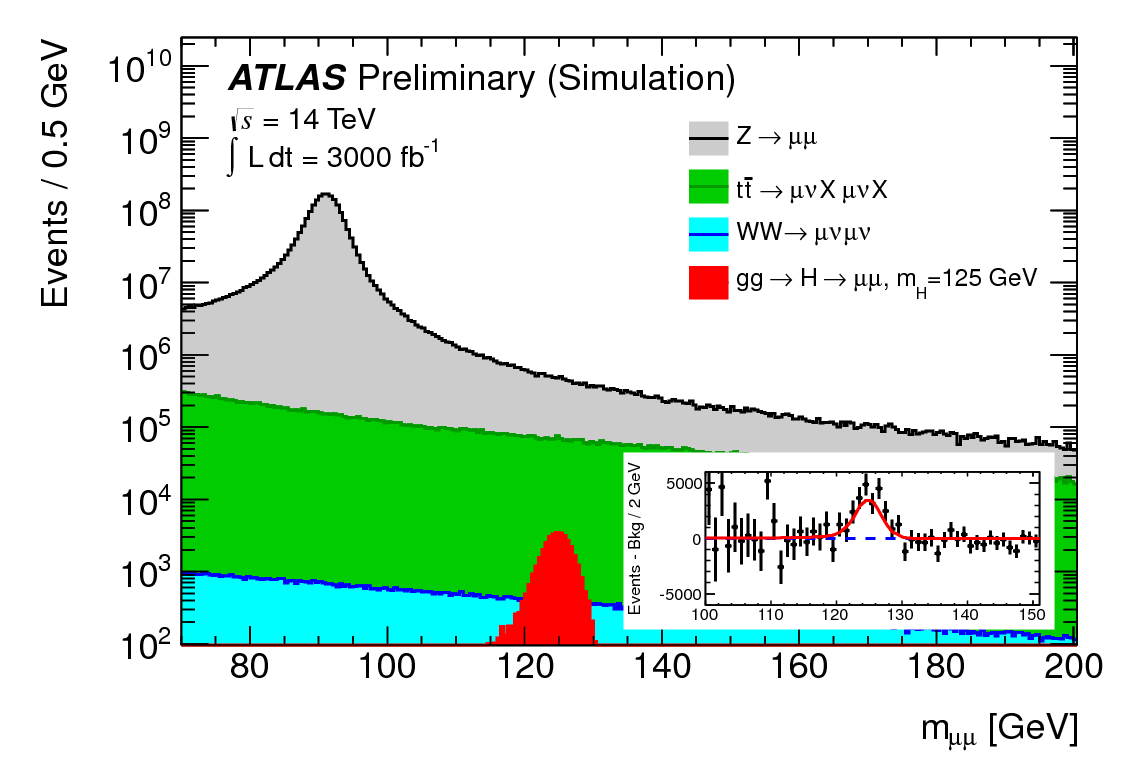 Events / 0.5 GeV
ATLAS Preliminary (Simulation)
√s = 14 TeV
∫ L dt = 3000 fb⁻¹
Z → μμ
tt̄ → μνX μνX
WW→ μνμν
gg → H → μμ, m_H=125 GeV
10¹⁰
10⁹
10⁸
10⁷
10⁶
10⁵
10⁴
10³
10²
Events - Bkg / 2 GeV
5000
0
-5000
100 110 120 130 140 150
80 100 120 140 160 180 200
m_μμ [GeV]